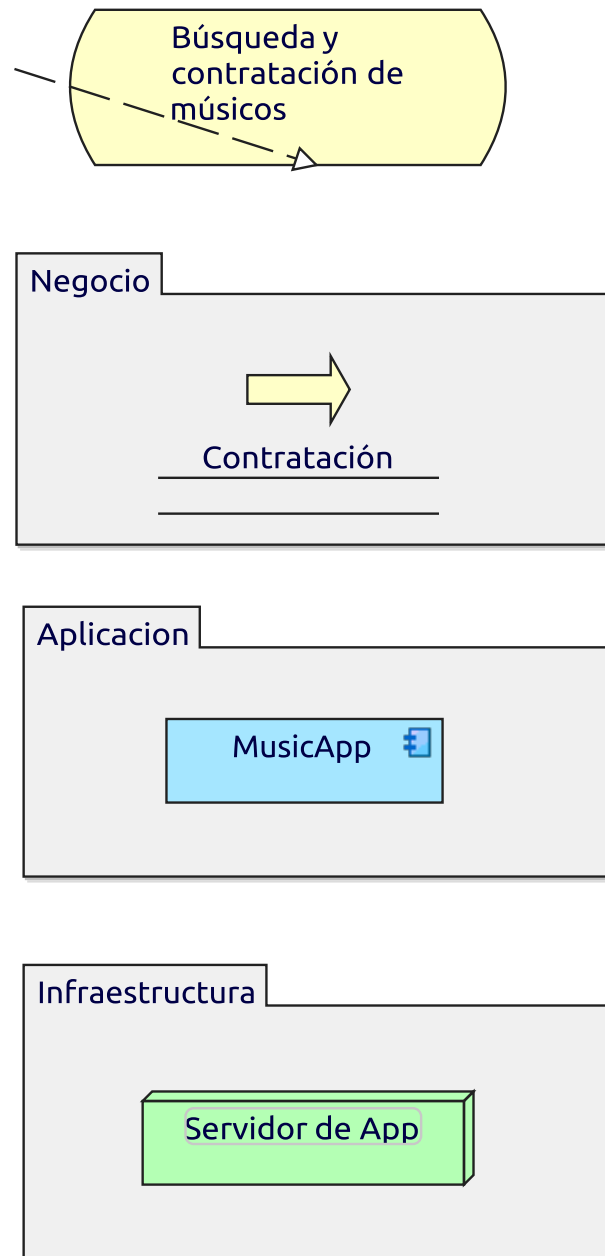 Búsqueda y
contratación de
músicos
Negocio
Contratación
Aplicacion
MusicApp
Infraestructura
Servidor de App